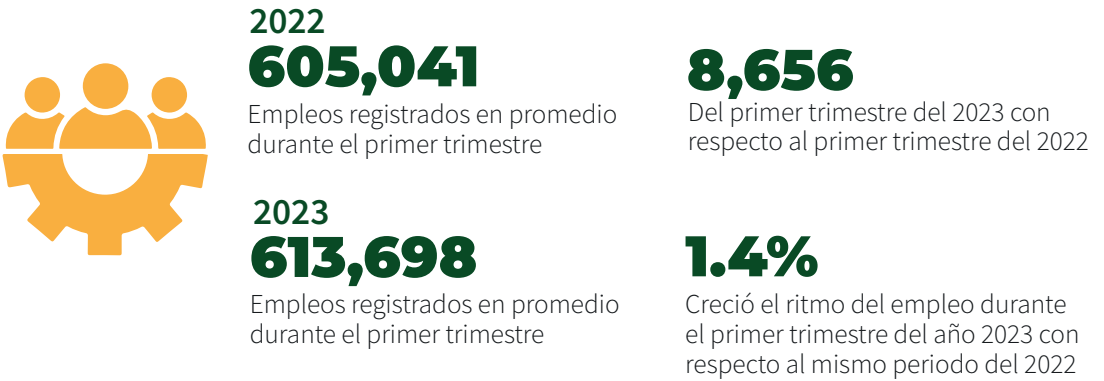 2022
605,041
Empleos registrados en promedio
durante el primer trimestre
8,656
Del primer trimestre del 2023 con
respecto al primer trimestre del 2022
2023
613,698
Empleos registrados en promedio
durante el primer trimestre
1.4%
Creció el ritmo del empleo durante
el primer trimestre del año 2023 con
respecto al mismo periodo del 2022